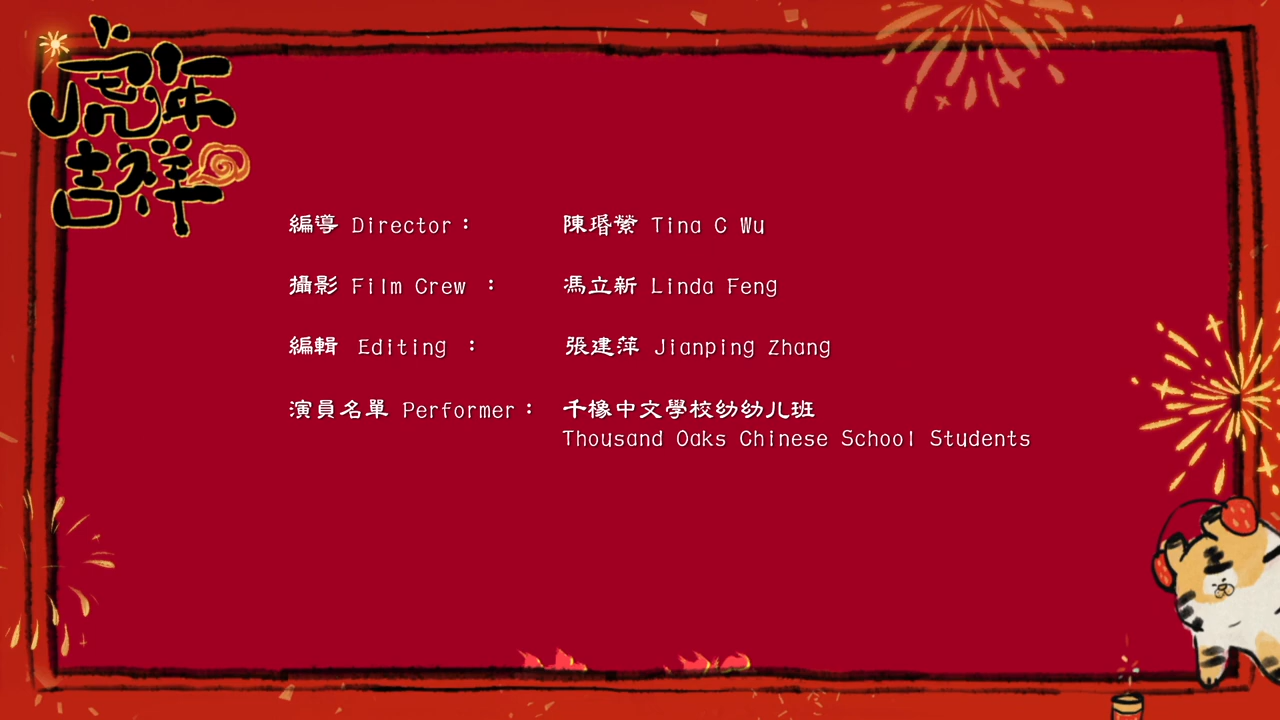 虎年
吉祥
編導 Director： 陳瑉縈 Tina C Wu
攝影 Film Crew ： 馮立新 Linda Feng
編輯 Editing ： 張建萍 Jianping Zhang
演員名單 Performer： 千橡中文學校幼幼儿班
Thousand Oaks Chinese School Students